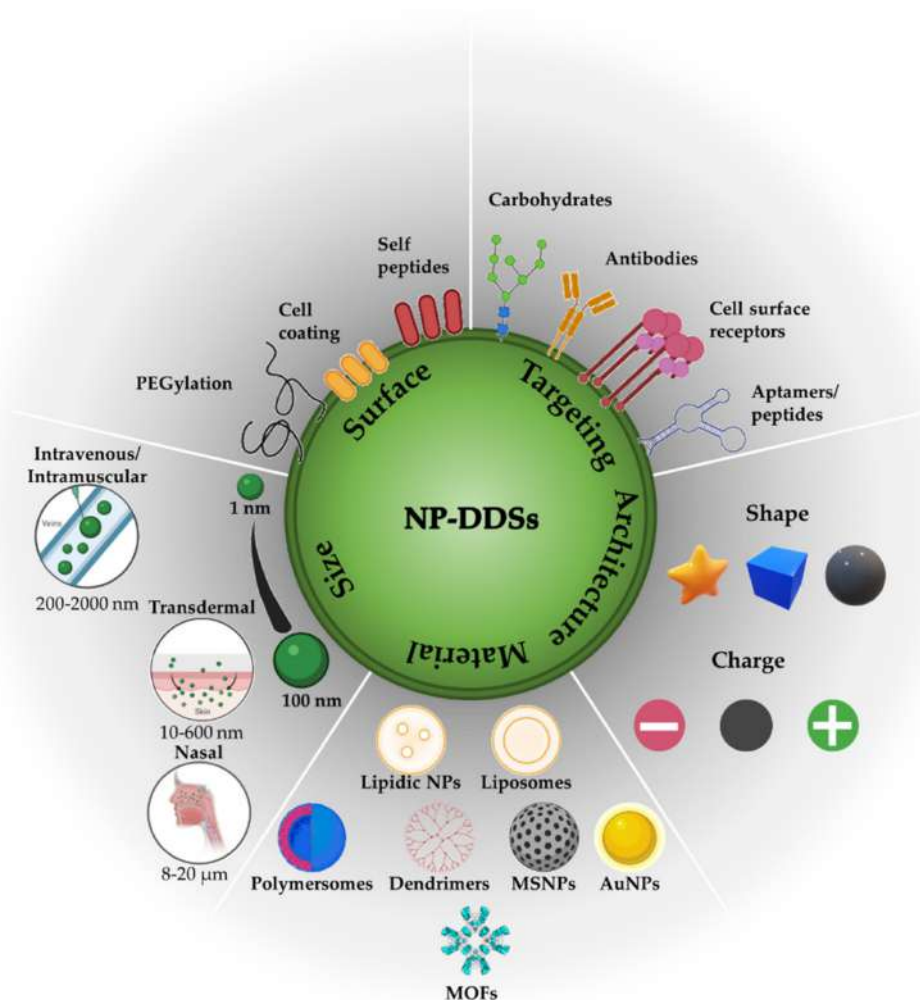 Carbohydrates
Self
peptides
Antibodies
Cell
coating
Cell surface
receptors
PEGylation
Aptamers/
peptides
Surface
Targeting
Intravenous/
Intramuscular
Veins
200-2000 nm
1 nm
NP-DDSs
Size
Architecture
Material
Shape
Transdermal
Skin
10-600 nm
100 nm
Charge
Nasal
8-20 μm
Lipidic NPs
Liposomes
Polymersomes
Dendrimers
MSNPs
AuNPs
MOFs